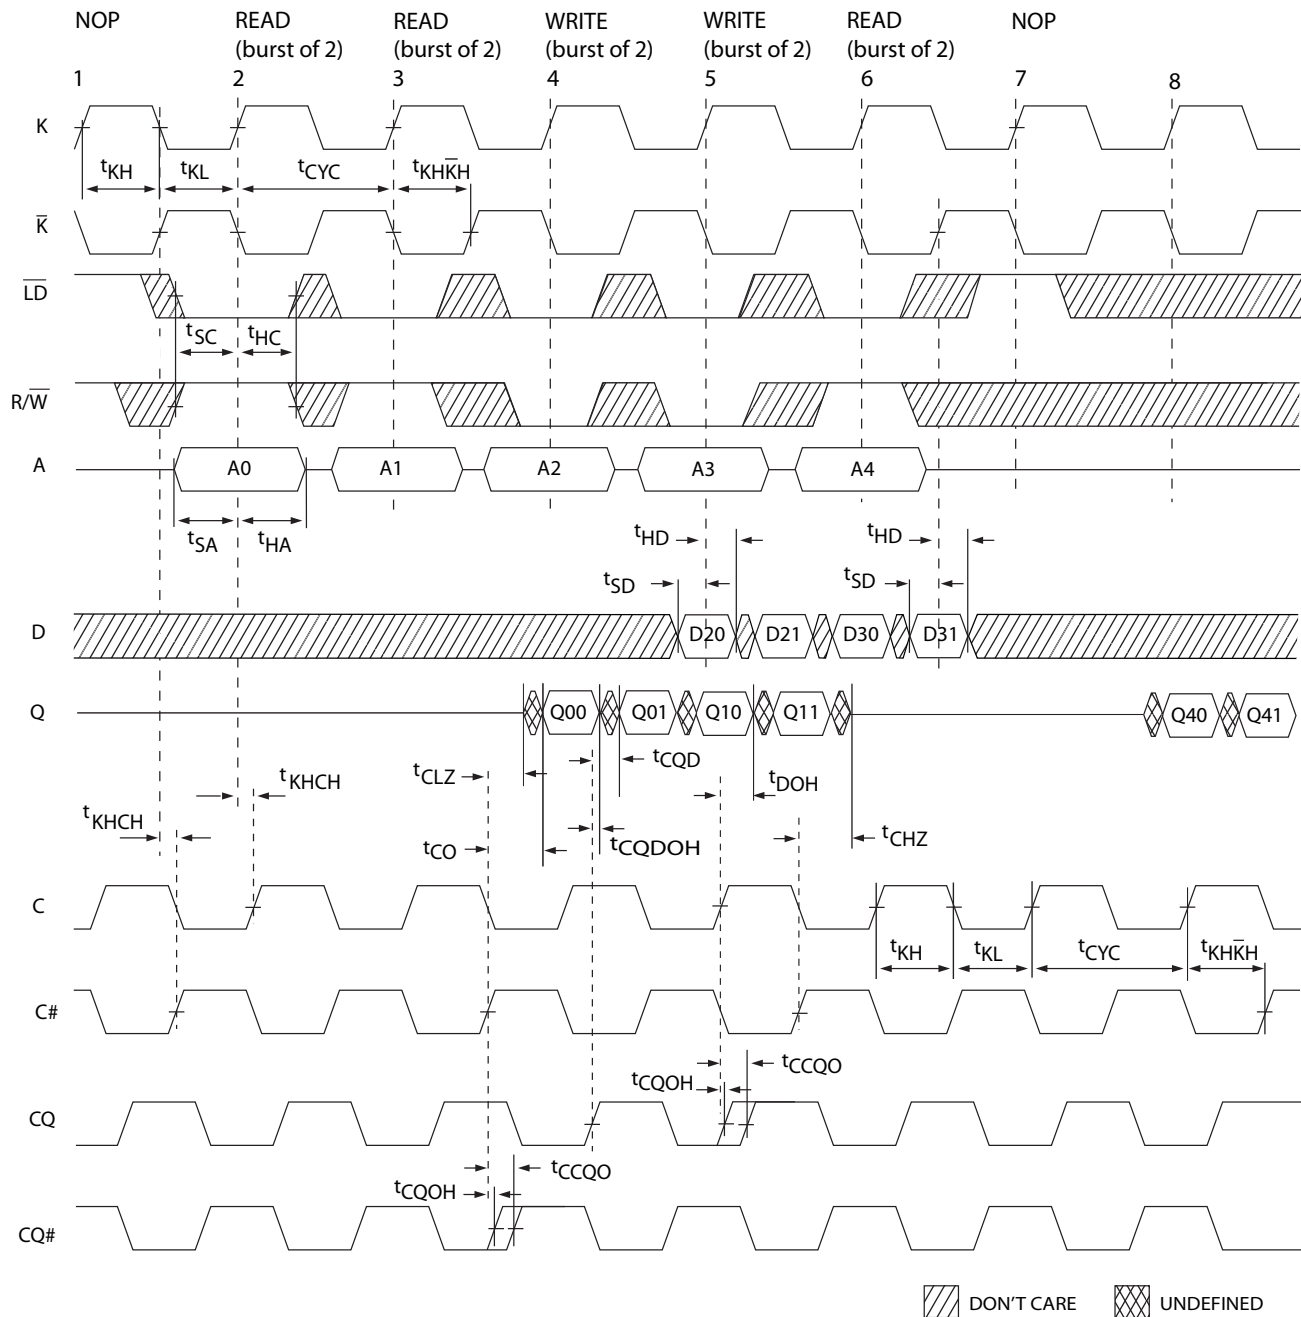 NOP READ READ WRITE WRITE READ NOP
(burst of 2) (burst of 2) (burst of 2) (burst of 2) (burst of 2)
1 2 3 4 5 6 7 8
K
tKH tKL tCYC tKHK̅H
K̅
L̅D̅
tSC tHC
R/W̅
A A0 A1 A2 A3 A4
tSA tHA tHD tHD
tSD tSD
D D20 D21 D30 D31
Q Q00 Q01 Q10 Q11 Q40 Q41
tCQD
tKHCH tCLZ tDOH
tKHCH tCO tCQDOH tCHZ
C
tKH tKL tCYC tKHK̅H
C#
tCCQO
tCQOH
CQ
tCCQO
tCQOH
CQ#
DON'T CARE UNDEFINED